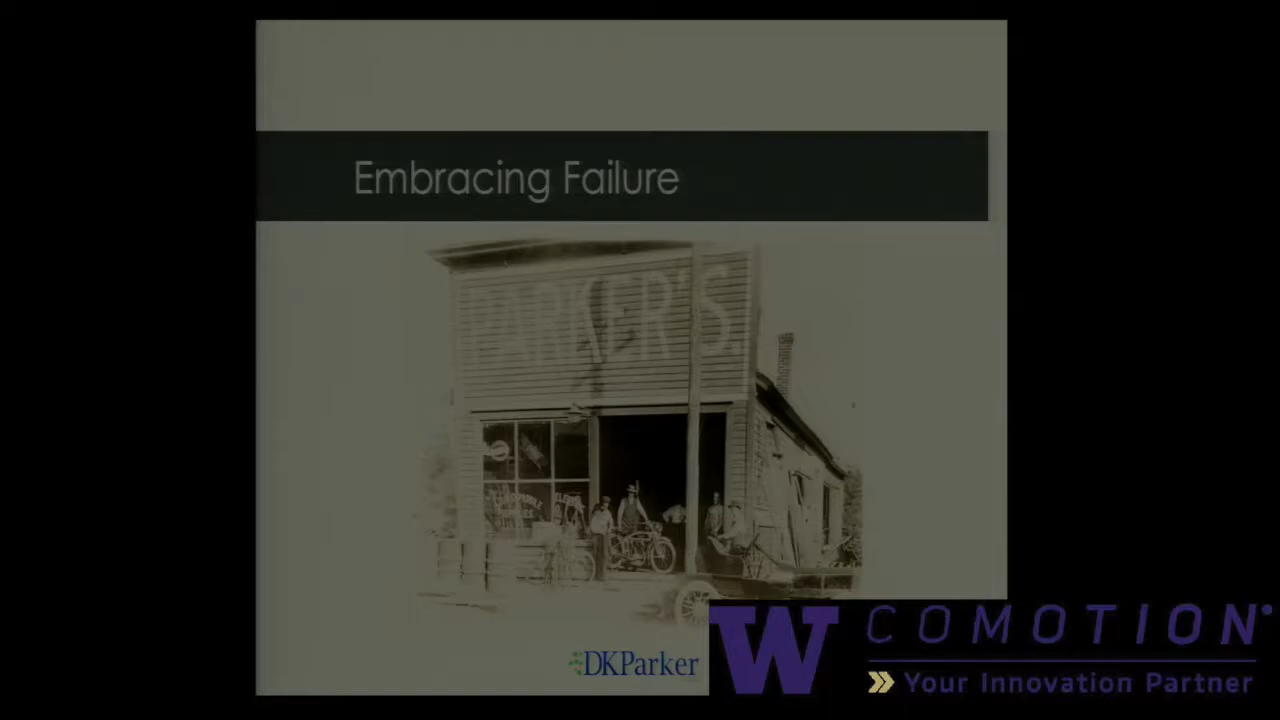 Embracing Failure
PARKER'S.
DKParker
W COMOTION®
Your Innovation Partner